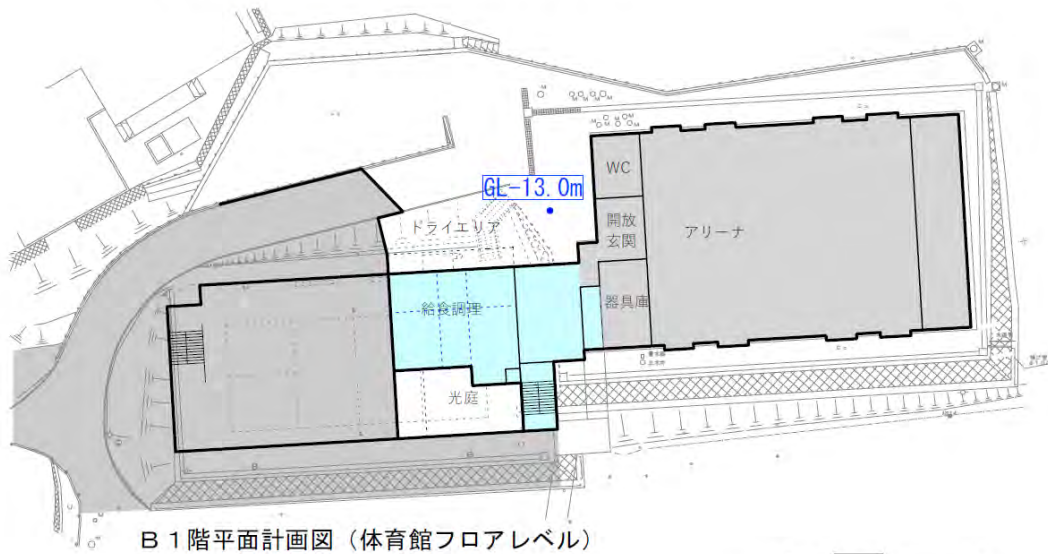 WC
GL-13.0m
開放
玄関
アリーナ
ドライエリア
給食調理
器具庫
光庭
B1階平面計画図(体育館フロアレベル)